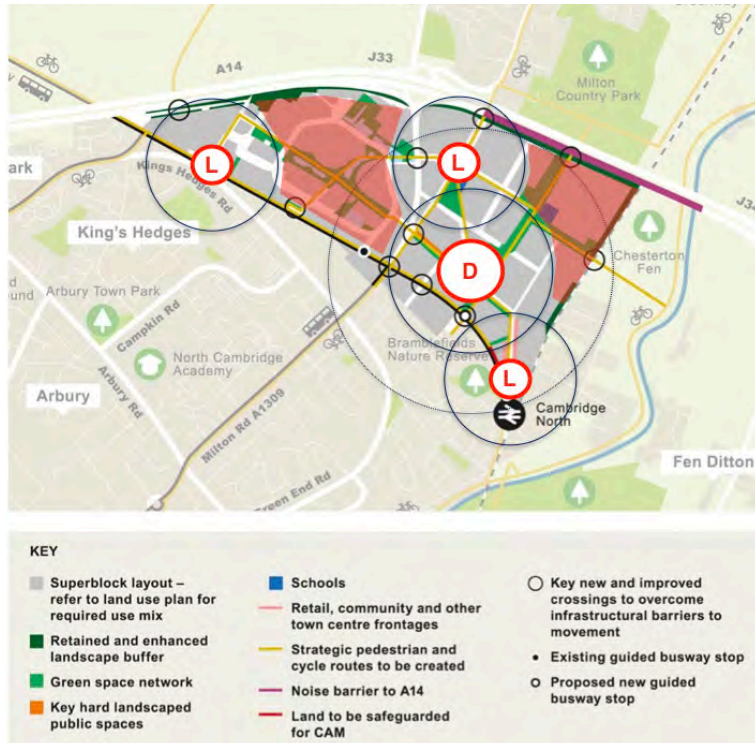 A14
J33
Milton
Country Park
L
L
ark
Kings Hedges Rd
King's Hedges
D
J34
Chesterton
Fen
Arbury Town Park
Campkin Rd
North Cambridge
Academy
Bramblefields
Nature Reserve
L
Arbury
Arbury Rd
Milton Rd A1309
Cambridge
North
Green End Rd
Fen Ditton
KEY
Superblock layout –
refer to land use plan for
required use mix
Retained and enhanced
landscape buffer
Green space network
Key hard landscaped
public spaces
Schools
Retail, community and other
town centre frontages
Strategic pedestrian and
cycle routes to be created
Noise barrier to A14
Land to be safeguarded
for CAM
Key new and improved
crossings to overcome
infrastructural barriers to
movement
Existing guided busway stop
Proposed new guided
busway stop